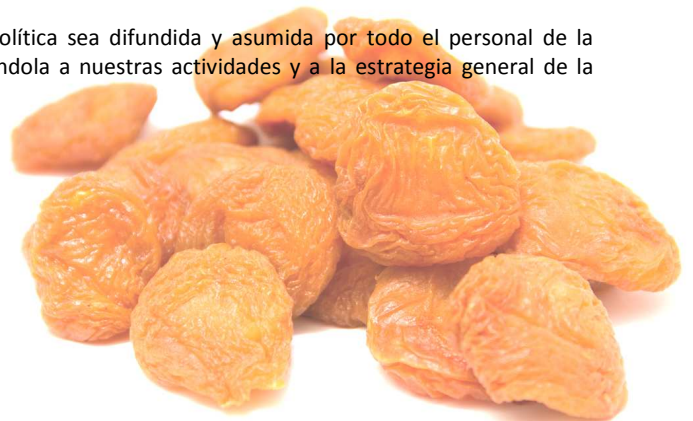 olítica sea difundida y asumida por todo el personal de la
ndola a nuestras actividades y a la estrategia general de la